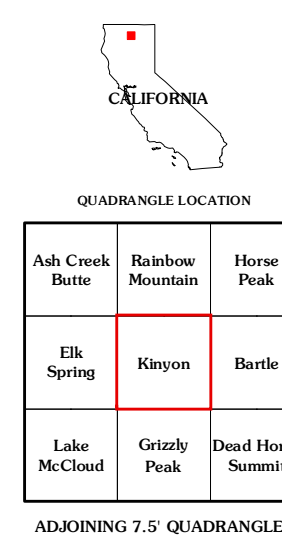 CALIFORNIA
QUADRANGLE LOCATION
Ash Creek
Butte
Rainbow
Mountain
Horse
Peak
Elk
Spring
Kinyon
Bartle
Lake
McCloud
Grizzly
Peak
Dead Hor
Summit
ADJOINING 7.5' QUADRANGLE